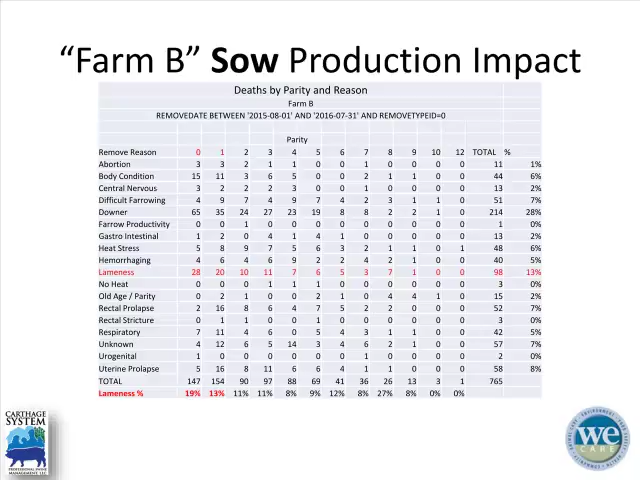 “Farm B” Sow Production Impact
Deaths by Parity and Reason
Farm B
REMOVEDATE BETWEEN '2015-08-01' AND '2016-07-31' AND REMOVETYPEID=0
Parity
Remove Reason 0 1 2 3 4 5 6 7 8 9 10 12 TOTAL %
Abortion 3 3 2 1 1 0 0 1 0 0 0 0 11 1%
Body Condition 15 11 3 6 5 0 0 2 1 1 0 0 44 6%
Central Nervous 3 2 2 2 3 0 0 1 0 0 0 0 13 2%
Difficult Farrowing 4 9 7 4 9 7 4 2 3 1 1 0 51 7%
Downer 65 35 24 27 23 19 8 8 2 2 1 0 214 28%
Farrow Productivity 0 0 1 0 0 0 0 0 0 0 0 0 1 0%
Gastro Intestinal 1 2 0 4 1 4 1 0 0 0 0 0 13 2%
Heat Stress 5 8 9 7 5 6 3 2 1 1 0 1 48 6%
Hemorrhaging 4 6 4 6 9 2 2 4 2 1 0 0 40 5%
Lameness 28 20 10 11 7 6 5 3 7 1 0 0 98 13%
No Heat 0 0 0 1 1 1 0 0 0 0 0 0 3 0%
Old Age / Parity 0 2 1 0 0 2 1 0 4 4 1 0 15 2%
Rectal Prolapse 2 16 8 6 4 7 5 2 2 0 0 0 52 7%
Rectal Stricture 0 1 1 0 0 1 0 0 0 0 0 0 3 0%
Respiratory 7 11 4 6 0 5 4 3 1 1 0 0 42 5%
Unknown 4 12 6 5 14 3 4 6 2 1 0 0 57 7%
Urogenital 1 0 0 0 0 0 0 1 0 0 0 0 2 0%
Uterine Prolapse 5 16 8 11 6 6 4 1 1 0 0 0 58 8%
TOTAL 147 154 90 97 88 69 41 36 26 13 3 1 765
Lameness % 19% 13% 11% 11% 8% 9% 12% 8% 27% 8% 0% 0%
CARTHAGE
SYSTEM
PROFESSIONAL SWINE
MANAGEMENT, LLC
we
CARE